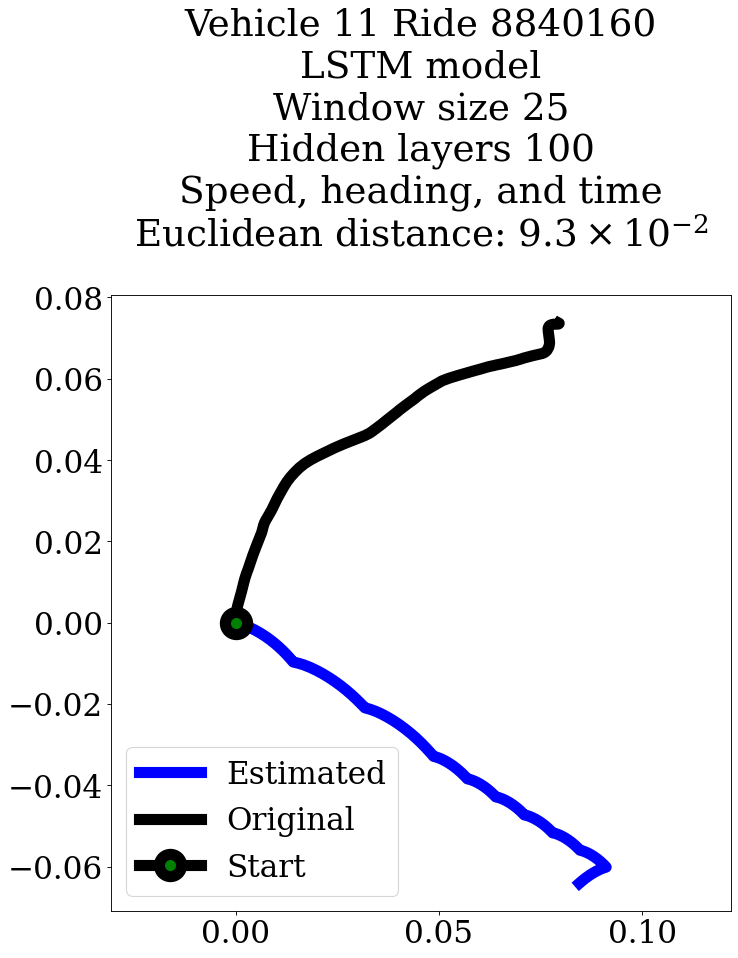 Vehicle 11 Ride 8840160
LSTM model
Window size 25
Hidden layers 100
Speed, heading, and time
Euclidean distance: 9.3 × 10⁻²
0.08
0.06
0.04
0.02
0.00
−0.02
−0.04
−0.06
Estimated
Original
Start
0.00 0.05 0.10